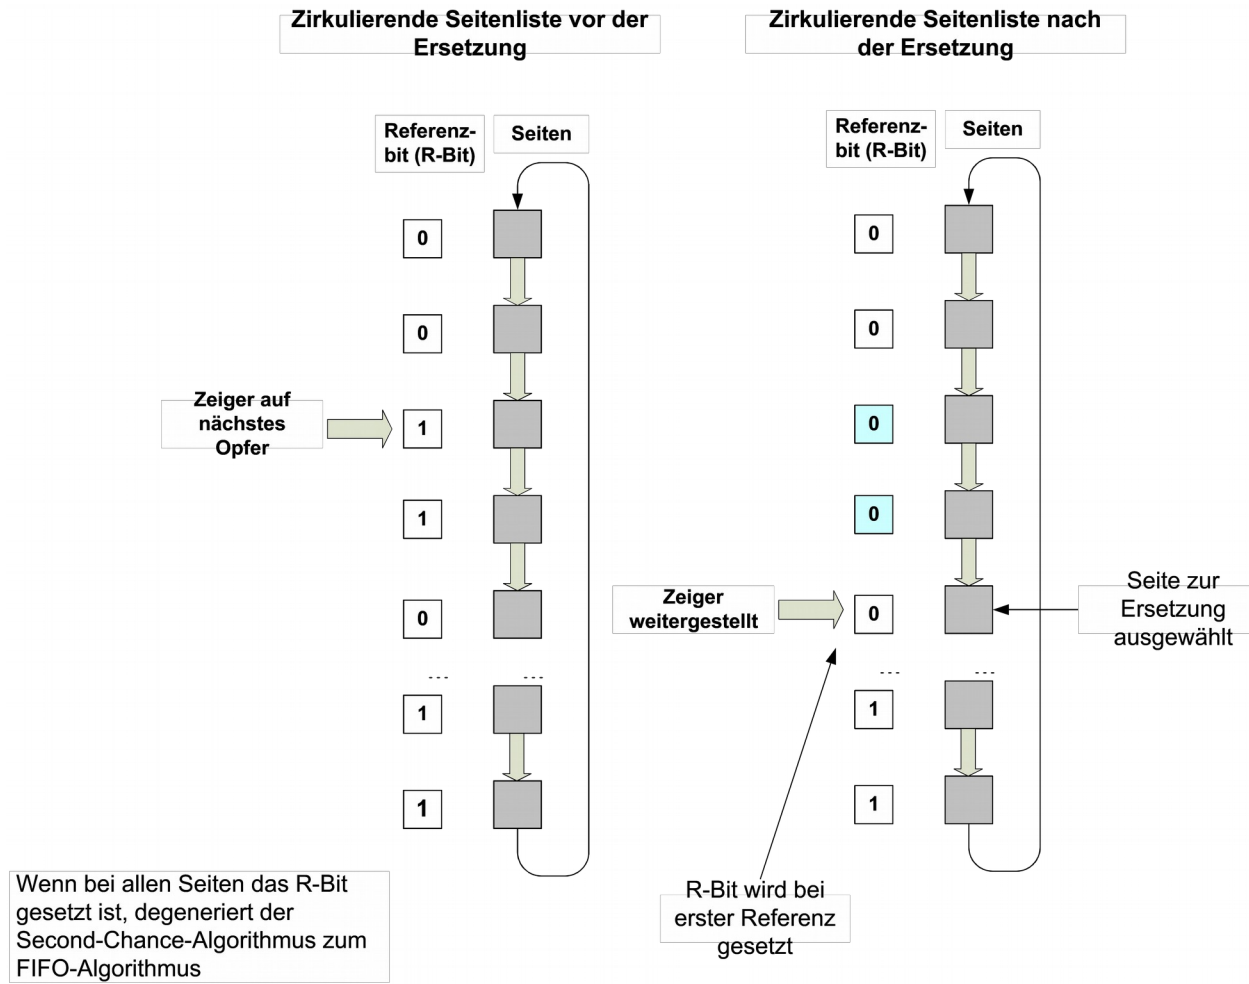 Zirkulierende Seitenliste vor der
Ersetzung
Zirkulierende Seitenliste nach
der Ersetzung
Referenz-
bit (R-Bit)
Seiten
Referenz-
bit (R-Bit)
Seiten
0
0
0
0
Zeiger auf
nächstes
Opfer
1
0
1
0
0
Zeiger
weitergestellt
0
Seite zur
Ersetzung
ausgewählt
... ...
... ...
1
1
1
1
Wenn bei allen Seiten das R-Bit
gesetzt ist, degeneriert der
Second-Chance-Algorithmus zum
FIFO-Algorithmus
R-Bit wird bei
erster Referenz
gesetzt